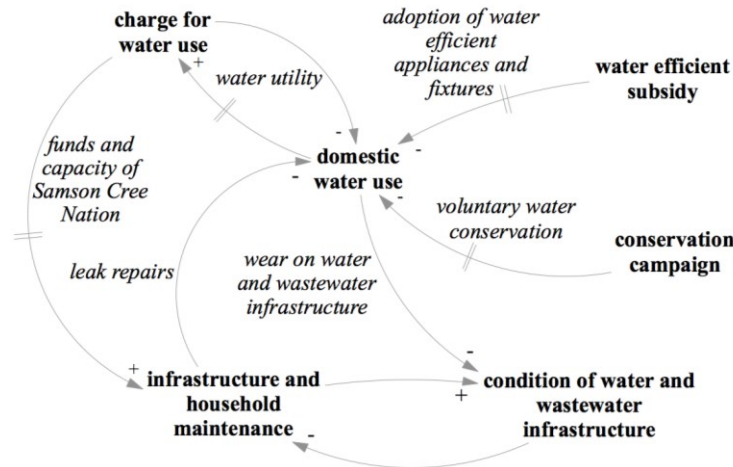 charge for
water use
+
water utility
adoption of water
efficient
appliances and
fixtures
water efficient
subsidy
funds and
capacity of
Samson Cree
Nation
-
-
domestic
water use
-
-
voluntary water
conservation
conservation
campaign
leak repairs
wear on water
and wastewater
infrastructure
+
infrastructure and
household
maintenance
-
-
+
condition of water and
wastewater
infrastructure